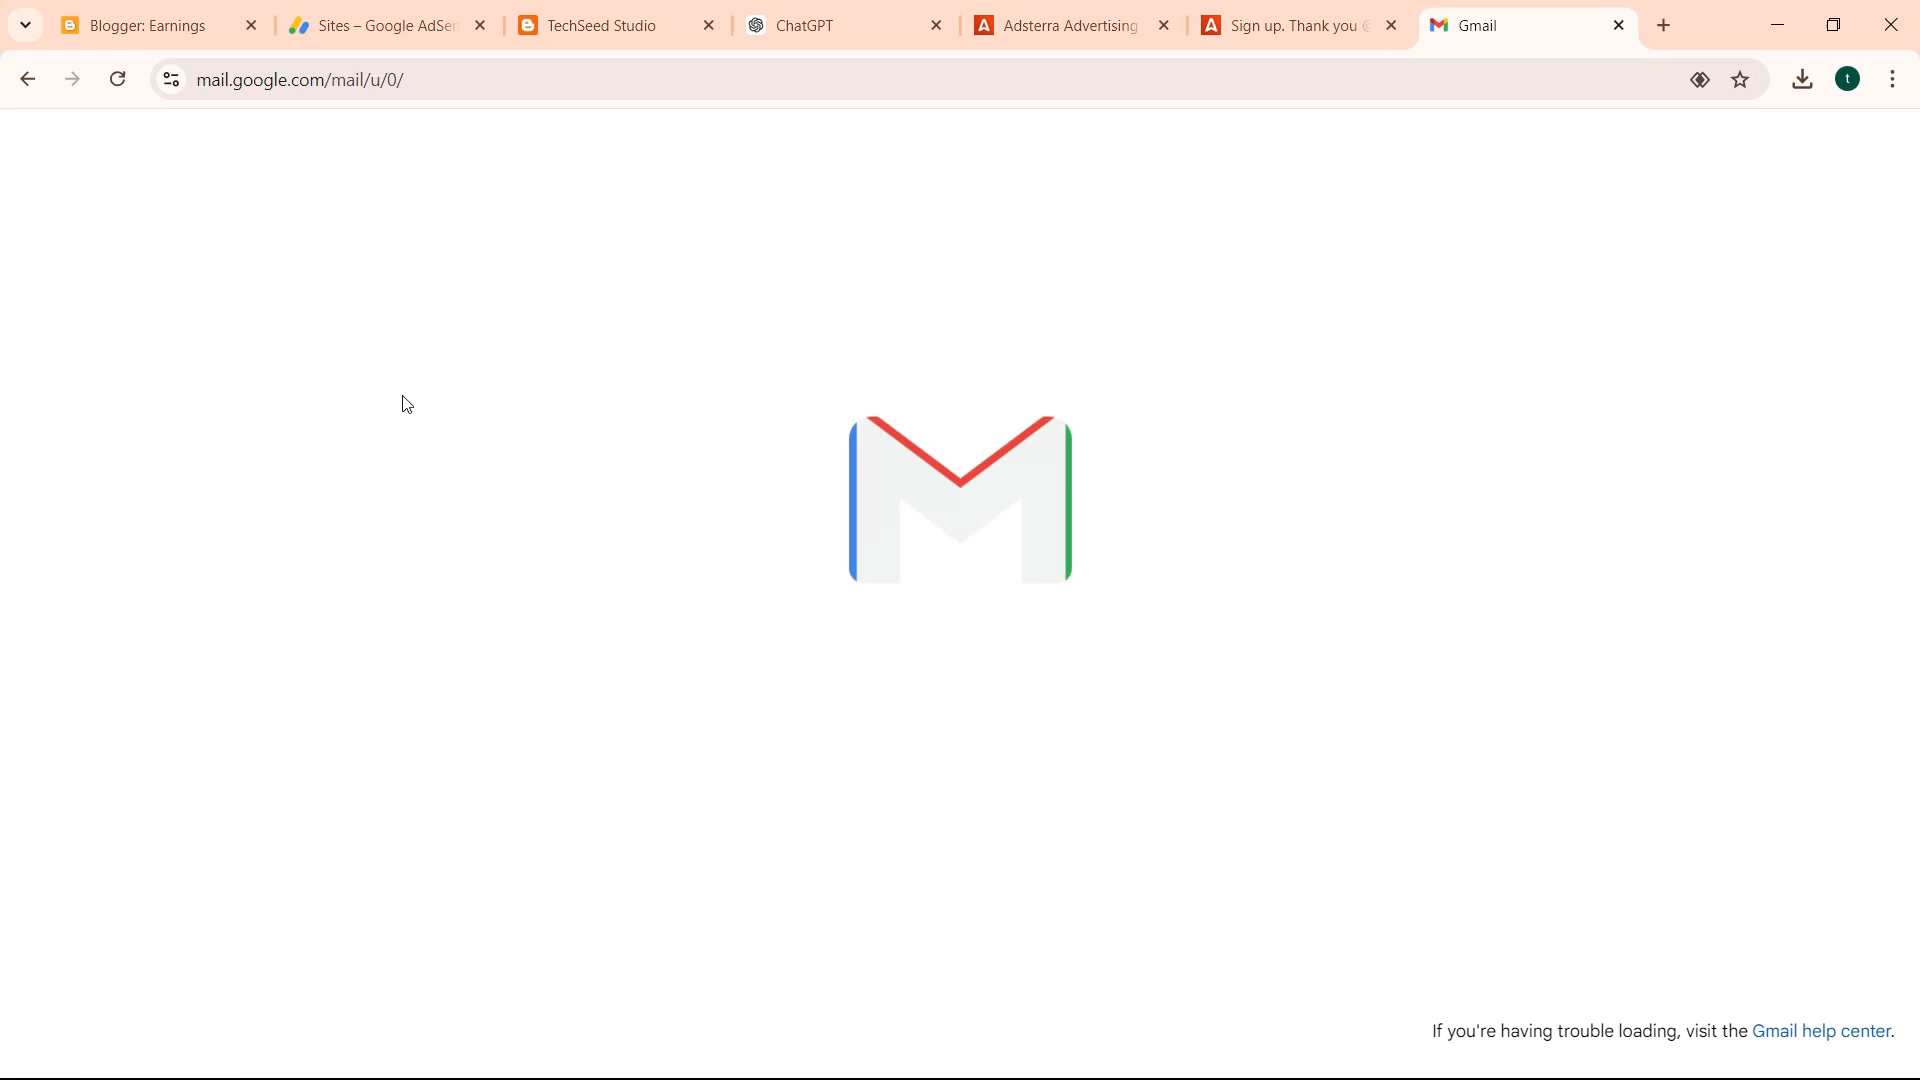 Blogger: Earnings
Sites – Google AdSen
TechSeed Studio
ChatGPT
Adsterra Advertising
Sign up. Thank you
Gmail
mail.google.com/mail/u/0/
t
If you're having trouble loading, visit the Gmail help center.